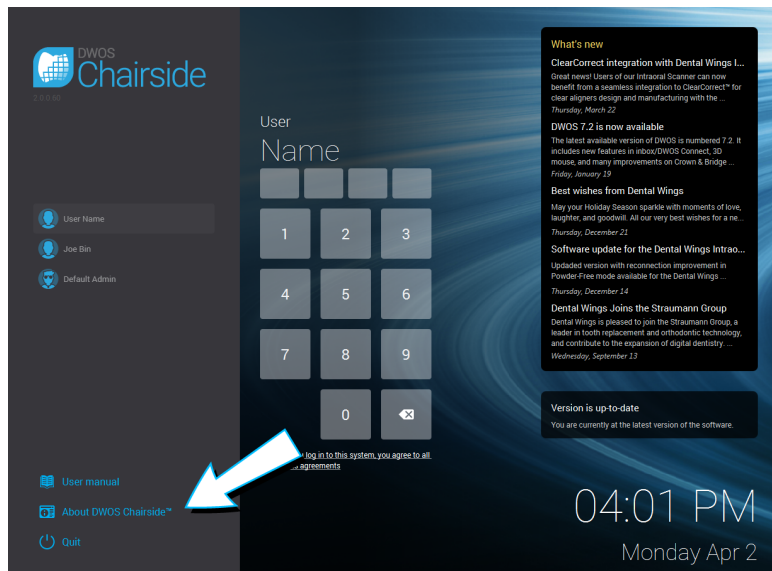 DWOS
Chairside
2.0.0.60
User Name
Joe Bin
Default Admin
User manual
About DWOS Chairside™
Quit
User
Name
1 2 3
4 5 6
7 8 9
0
log in to this system, you agree to all
agreements
What's new
ClearCorrect integration with Dental Wings I...
Great news! Users of our Intraoral Scanner can now
benefit from a seamless integration to ClearCorrect™ for
clear aligners design and manufacturing with the ...
Thursday, March 22
DWOS 7.2 is now available
The latest available version of DWOS is numbered 7.2. It
includes new features in inbox/DWOS Connect, 3D
mouse, and many improvements on Crown & Bridge ...
Friday, January 19
Best wishes from Dental Wings
May your Holiday Season sparkle with moments of love,
laughter, and goodwill. All our very best wishes for a ne...
Thursday, December 21
Software update for the Dental Wings Intrao...
Updaded version with reconnection improvement in
Powder-Free mode available for the Dental Wings ...
Thursday, December 14
Dental Wings Joins the Straumann Group
Dental Wings is pleased to join the Straumann Group, a
leader in tooth replacement and orthodontic technology,
and contribute to the expansion of digital dentistry. ...
Wednesday, September 13
Version is up-to-date
You are currently at the latest version of the software.
04:01 PM
Monday Apr 2